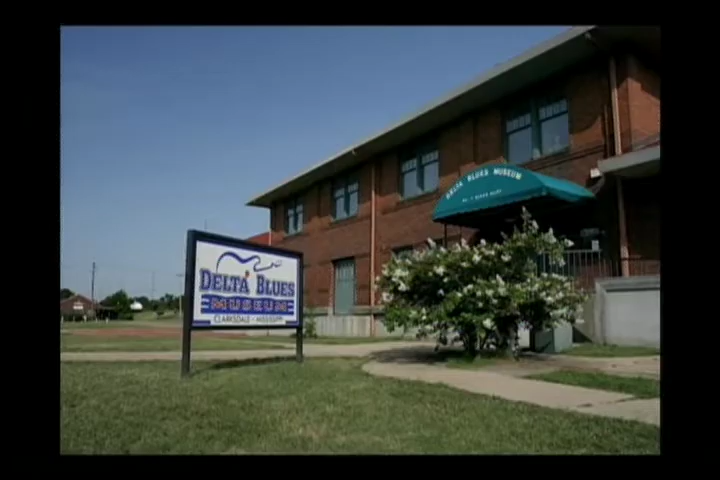 DELTA BLUES
MUSEUM
CLARKSDALE • MISSISSIPPI
DELTA BLUES MUSEUM